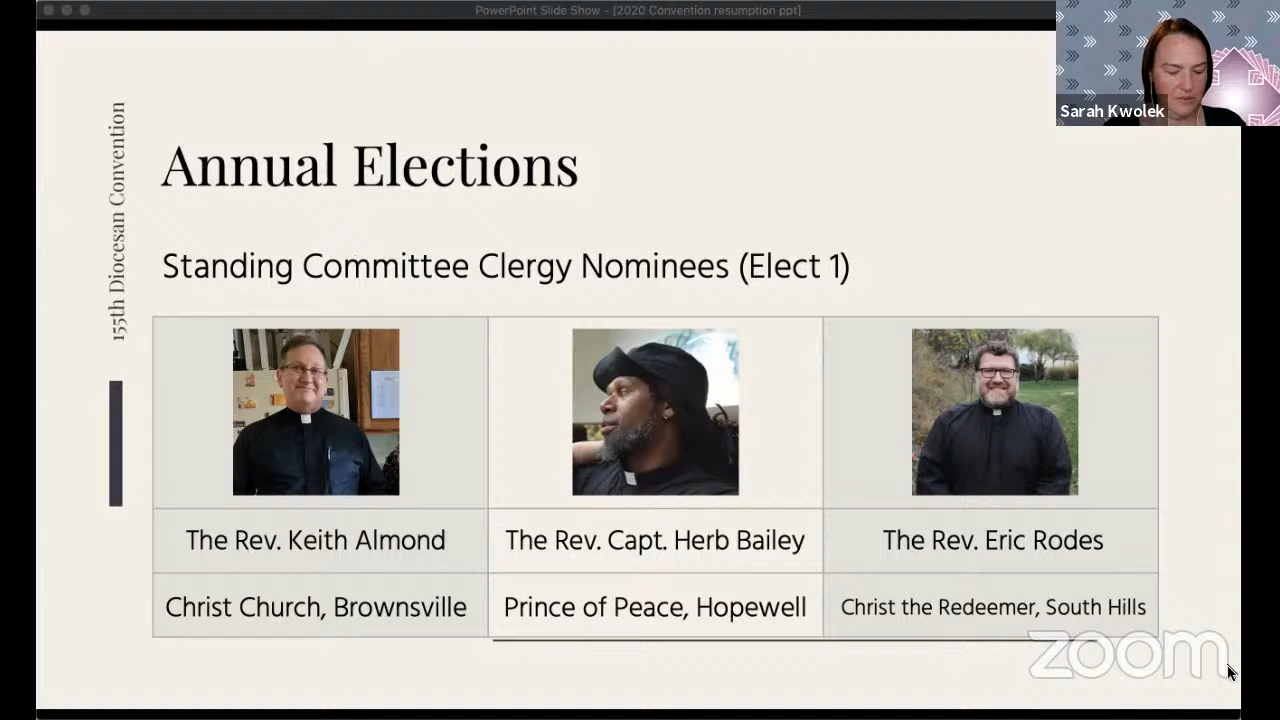 PowerPoint Slide Show - [2020 Convention resumption ppt]
Sarah Kwolek
155th Diocesan Convention
Annual Elections
Standing Committee Clergy Nominees (Elect 1)
The Rev. Keith Almond
The Rev. Capt. Herb Bailey
The Rev. Eric Rodes
Christ Church, Brownsville
Prince of Peace, Hopewell
Christ the Redeemer, South Hills
zoom